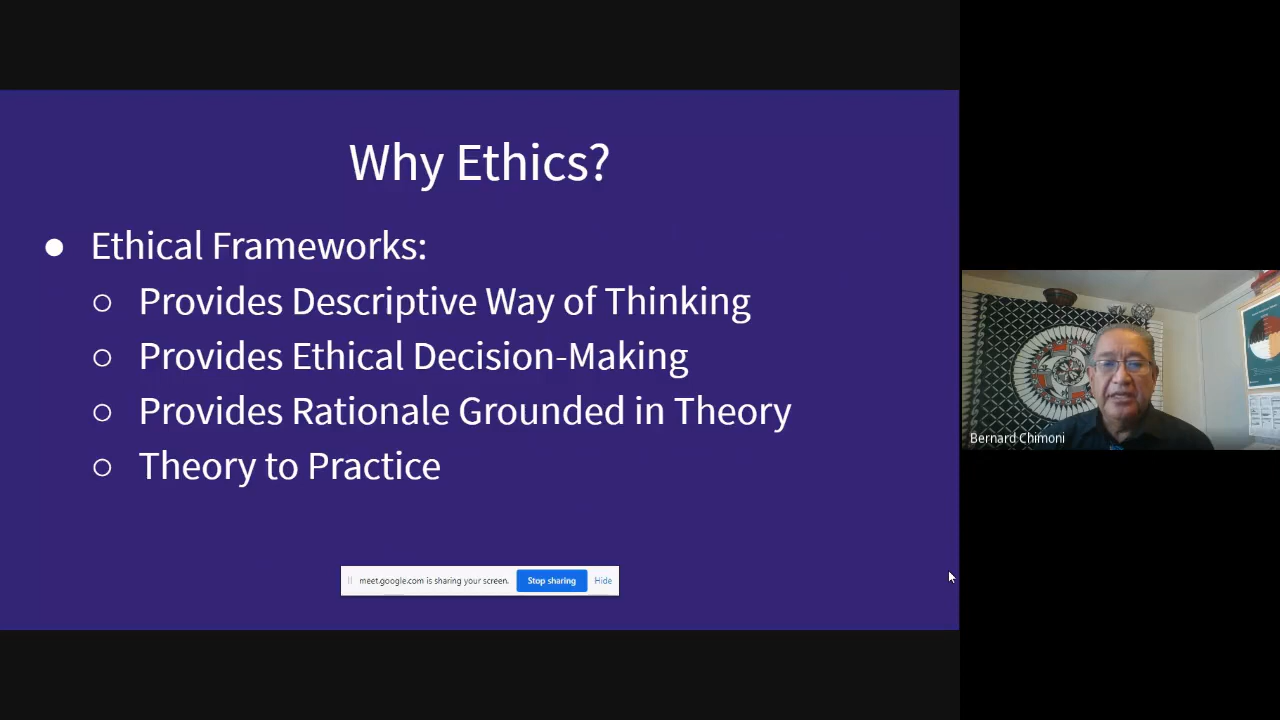 Why Ethics?
● Ethical Frameworks:
○ Provides Descriptive Way of Thinking
○ Provides Ethical Decision-Making
○ Provides Rationale Grounded in Theory
○ Theory to Practice
meet.google.com is sharing your screen. Stop sharing Hide
Bernard Chimoni